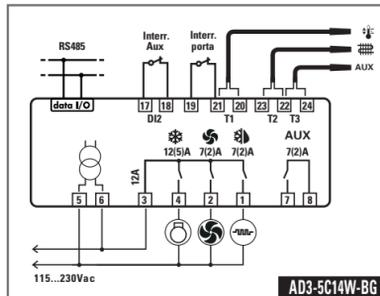 RS485
Interr. Aux
Interr. porta
AUX
data I/O
17 18 19 21 20 23 22 24
DI2 T1 T2 T3
12(5)A 7(2)A 7(2)A
AUX
7(2)A
12A
5 6 3 4 2 1 7 8
115...230Vac
AD3-5C14W-BG